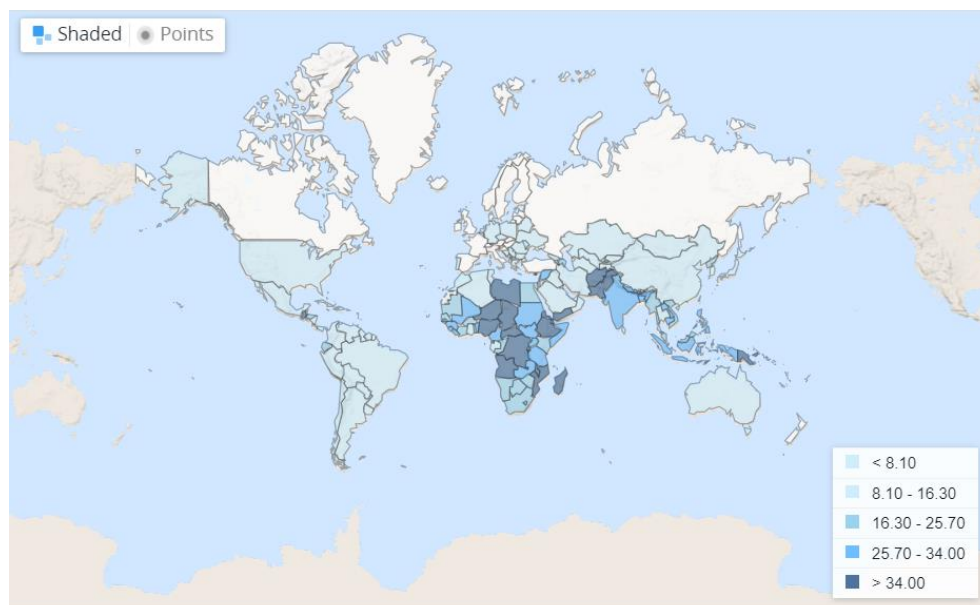 Shaded Points
< 8.10
8.10 - 16.30
16.30 - 25.70
25.70 - 34.00
> 34.00